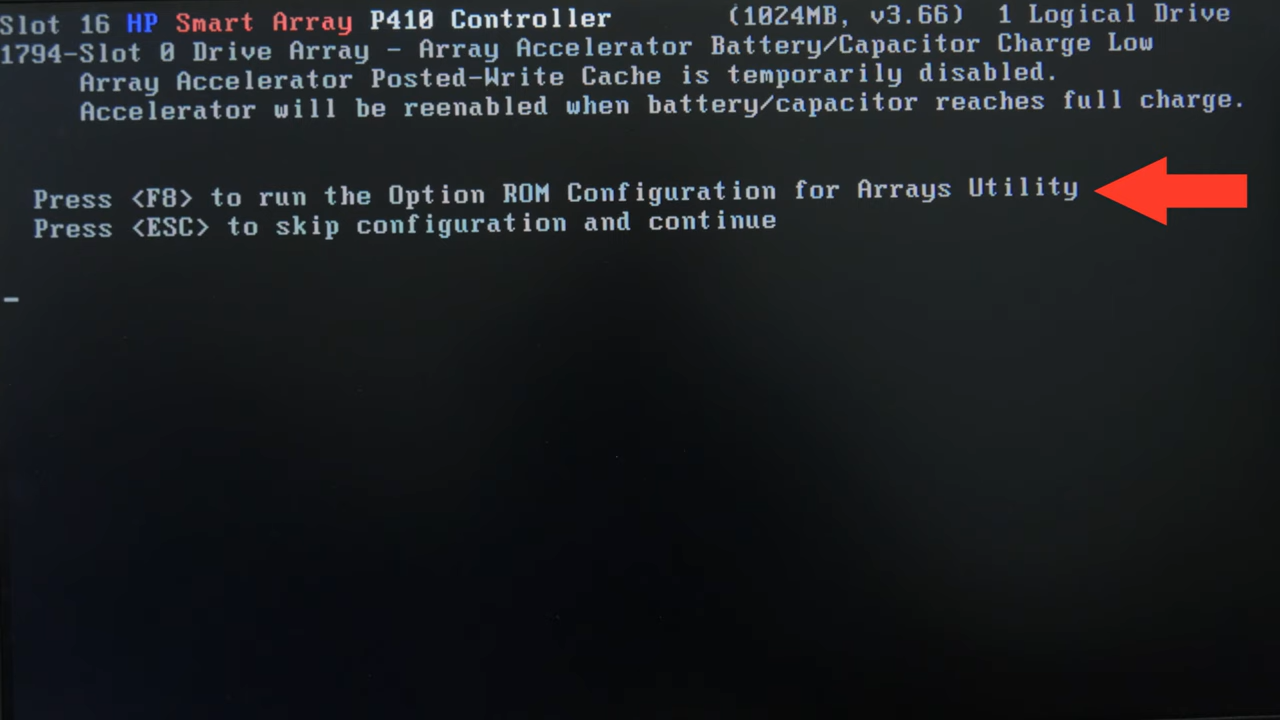 Slot 16 HP Smart Array P410 Controller (1024MB, v3.66) 1 Logical Drive
1794-Slot 0 Drive Array - Array Accelerator Battery/Capacitor Charge Low
Array Accelerator Posted-Write Cache is temporarily disabled.
Accelerator will be reenabled when battery/capacitor reaches full charge.
Press <F8> to run the Option ROM Configuration for Arrays Utility
Press <ESC> to skip configuration and continue